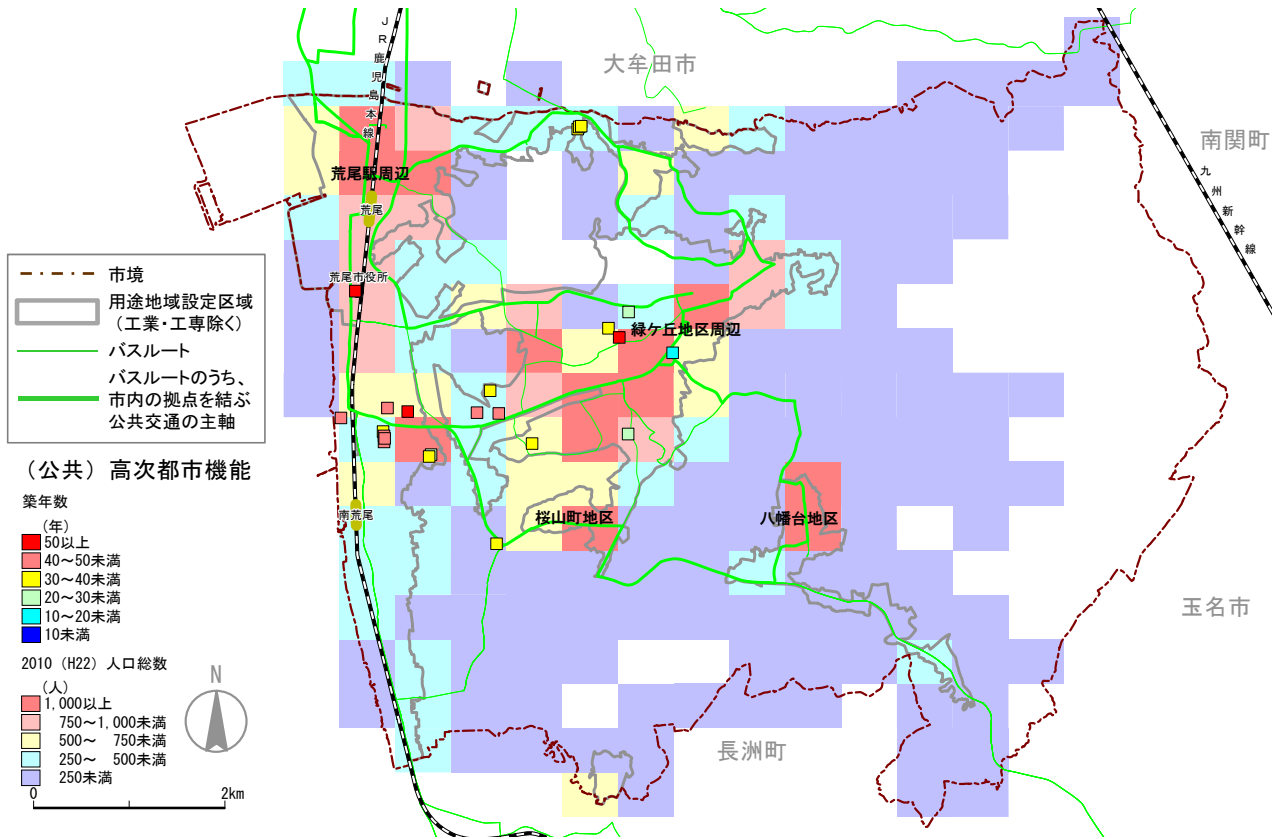 JR鹿児島本線
大牟田市
南関町
九州新幹線
荒尾駅周辺
荒尾
荒尾市役所
緑ケ丘地区周辺
市境
用途地域設定区域
(工業・工専除く)
バスルート
バスルートのうち、
市内の拠点を結ぶ
公共交通の主軸
(公共)高次都市機能
築年数
(年)
50以上
40~50未満
30~40未満
20~30未満
10~20未満
10未満
2010 (H22) 人口総数
(人)
1,000以上
750~1,000未満
500~ 750未満
250~ 500未満
250未満
N
0 2km
南荒尾
桜山町地区
八幡台地区
玉名市
長洲町